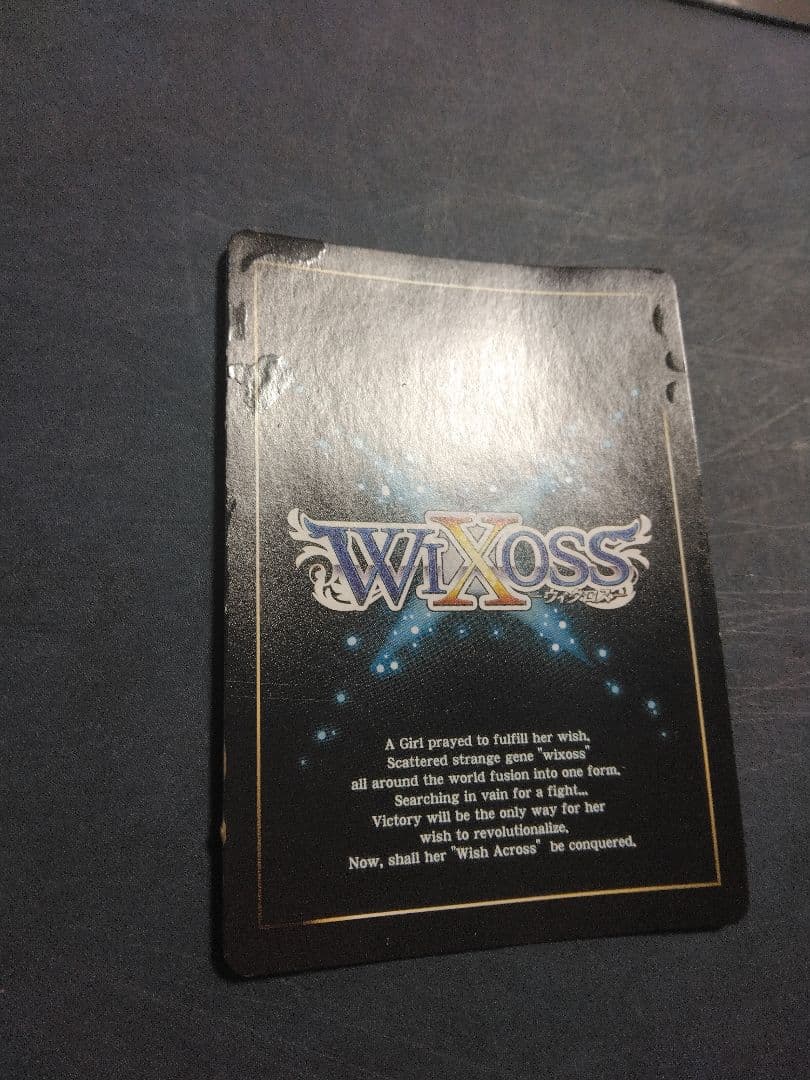 WIXOSS
ーウィクロスー
A Girl prayed to fulfill her wish.
Scattered strange gene "wixoss"
all around the world fusion into one form.
Searching in vain for a fight...
Victory will be the only way for her
wish to revolutionalize.
Now, shall her "Wish Across" be conquered.